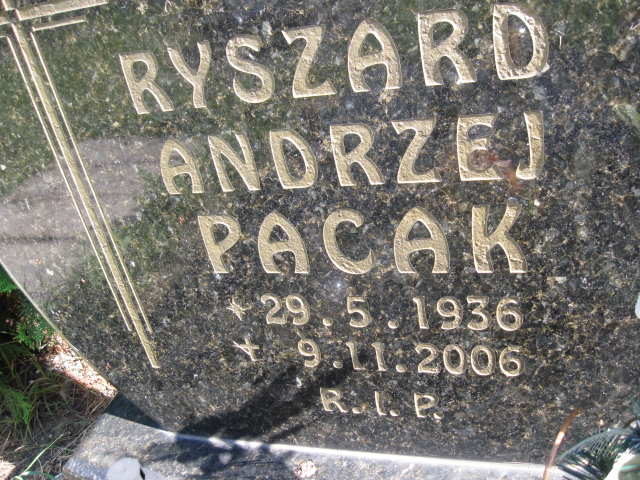 RYSZARD
ANDRZEJ
PACAK
* 29.5.1936
+ 9.11.2006
R.I.P.